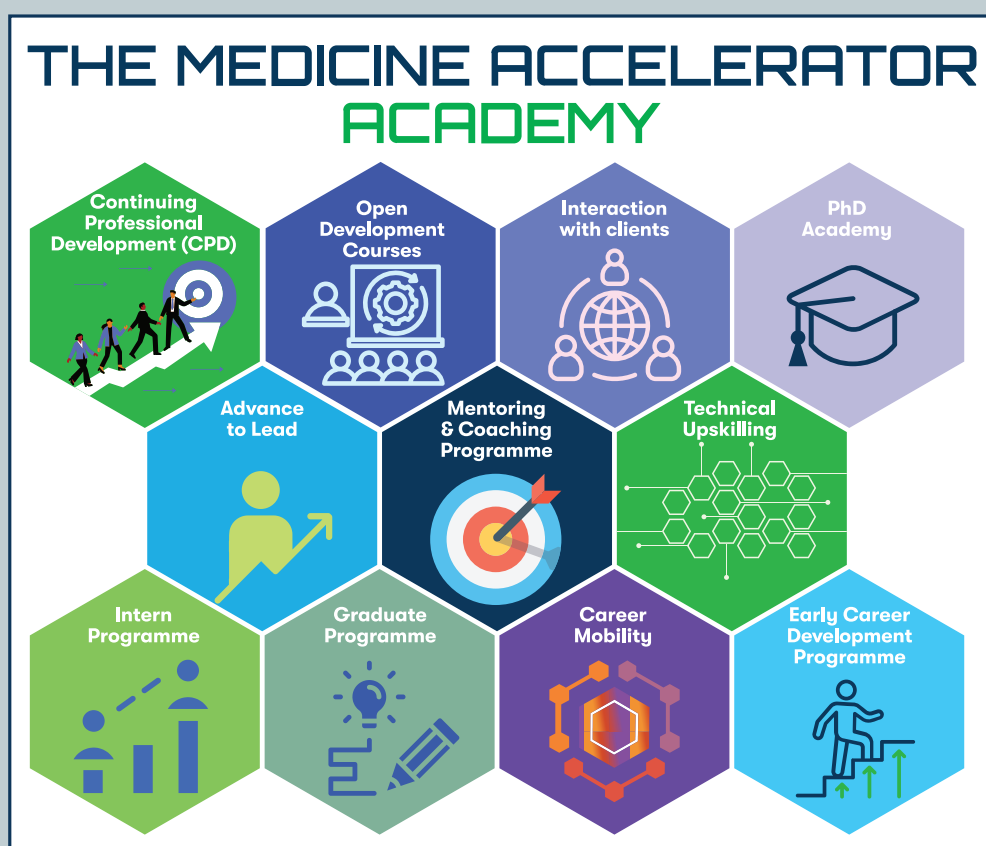 THE MEDICINE ACCELERATOR
ACADEMY
Continuing
Professional
Development (CPD)
Open
Development
Courses
Interaction
with clients
PhD
Academy
Advance
to Lead
Mentoring
& Coaching
Programme
Technical
Upskilling
Intern
Programme
Graduate
Programme
Career
Mobility
Early Career
Development
Programme